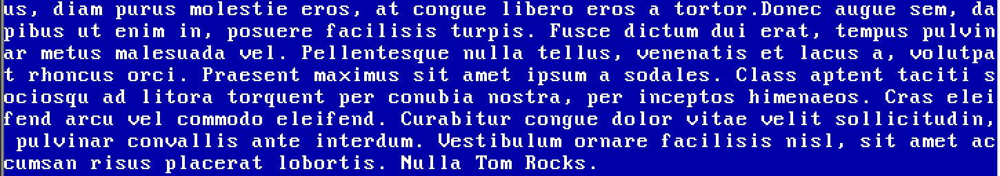 us, diam purus molestie eros, at congue libero eros a tortor.Donec augue sem, da
pibus ut enim in, posuere facilisis turpis. Fusce dictum dui erat, tempus pulvin
ar metus malesuada vel. Pellentesque nulla tellus, venenatis et lacus a, volutpa
t rhoncus orci. Praesent maximus sit amet ipsum a sodales. Class aptent taciti s
ociosqu ad litora torquent per conubia nostra, per inceptos himenaeos. Cras elei
fend arcu vel commodo eleifend. Curabitur congue dolor vitae velit sollicitudin,
 pulvinar convallis ante interdum. Vestibulum ornare facilisis nisl, sit amet ac
cumsan risus placerat lobortis. Nulla Tom Rocks.